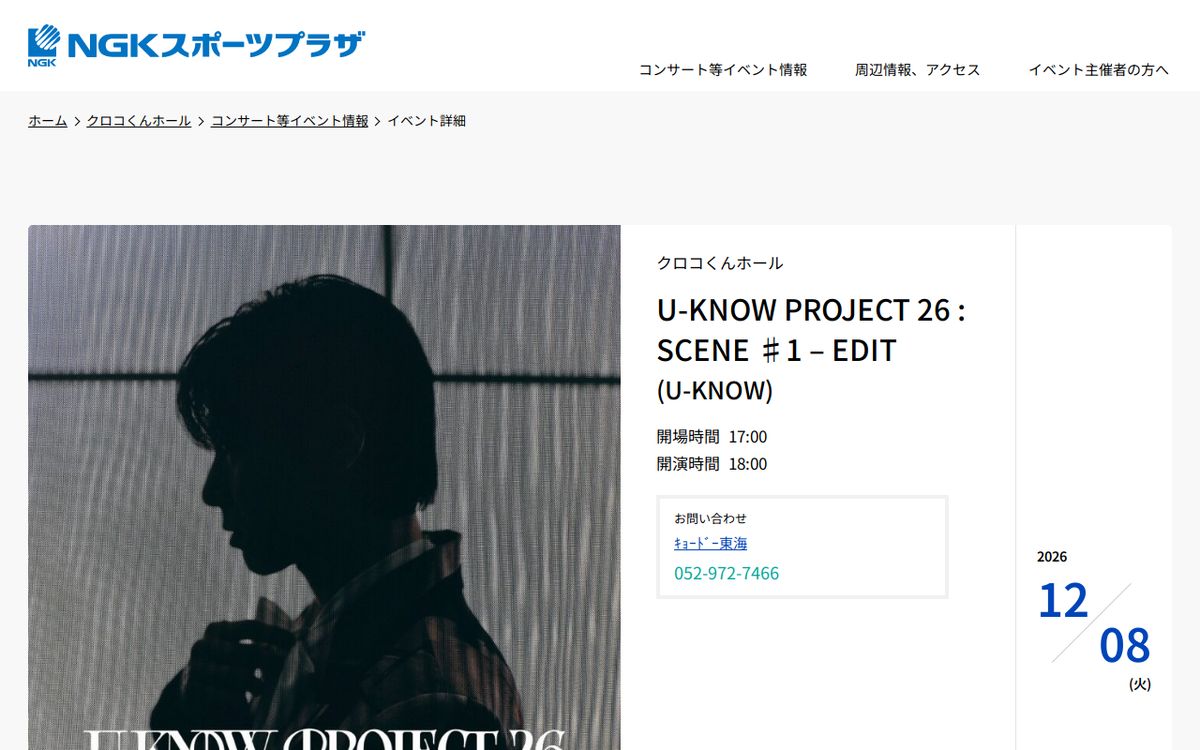 NGK
NGKスポーツプラザ
コンサート等イベント情報
周辺情報、アクセス
イベント主催者の方へ
ホーム > クロコくんホール > コンサート等イベント情報 > イベント詳細
クロコくんホール
U-KNOW PROJECT 26 :
SCENE ♯1 – EDIT
(U-KNOW)
開場時間 17:00
開演時間 18:00
お問い合わせ
ｷｮｰﾄﾞｰ東海
052-972-7466
2026
12
08
(火)
U-KNOW PROJECT 26